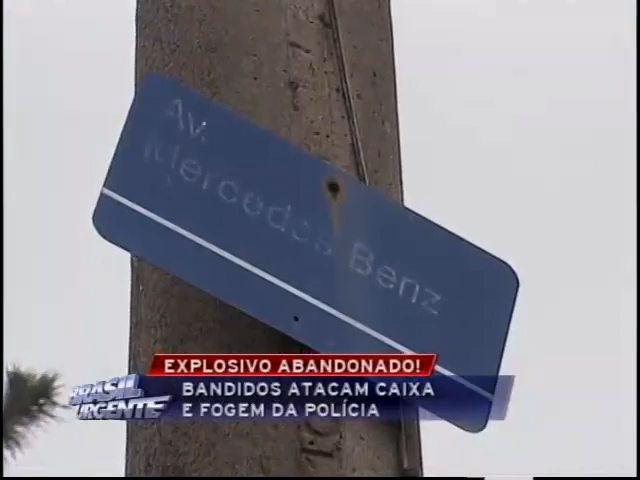 Av.
Mercedes Benz
EXPLOSIVO ABANDONADO!
BRASIL
URGENTE
BANDIDOS ATACAM CAIXA
E FOGEM DA POLÍCIA